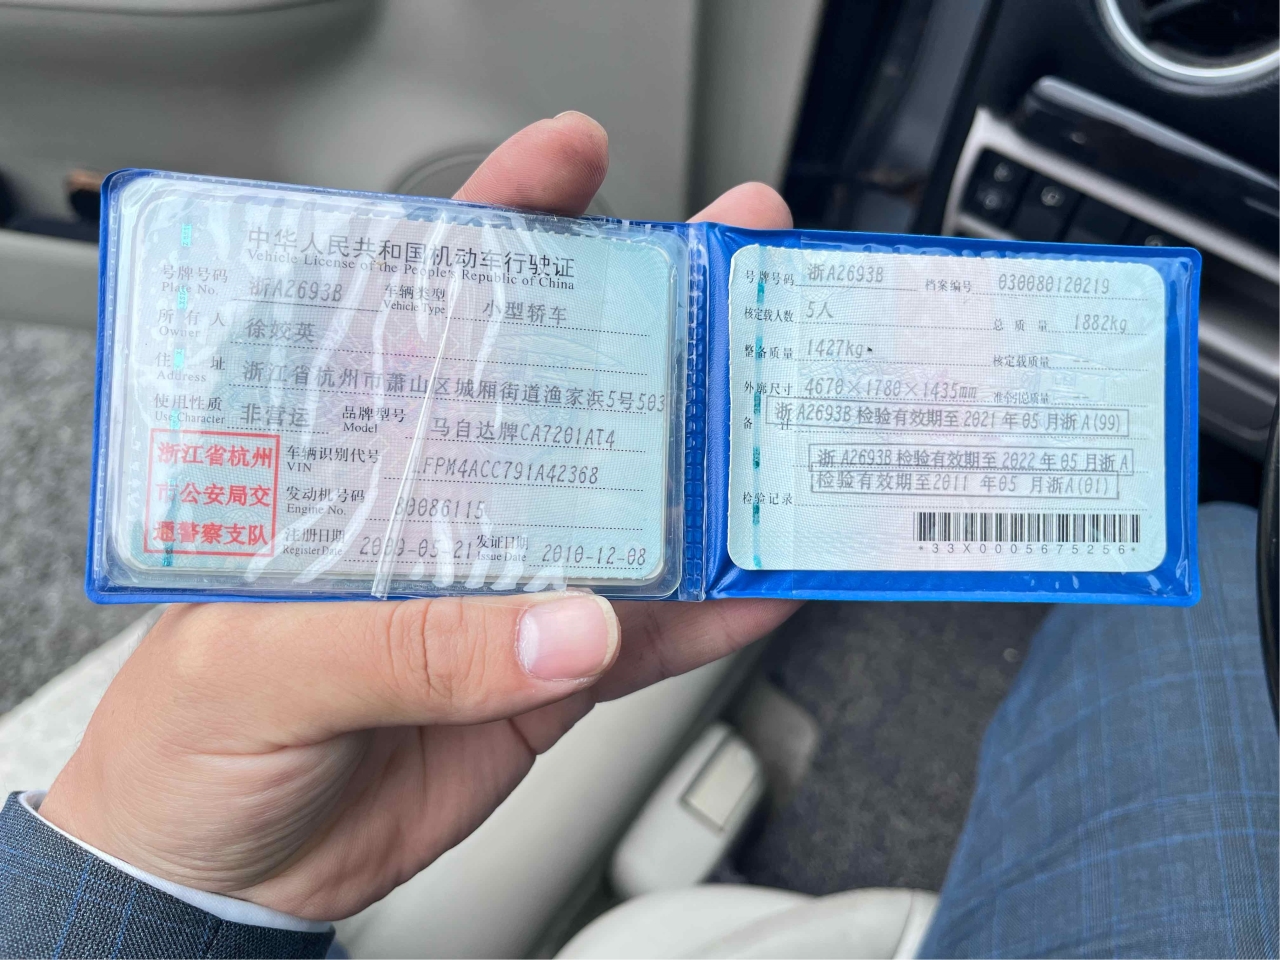 中华人民共和国机动车行驶证
Vehicle License of the People's Republic of China
号牌号码 浙A2693B 车辆类型 小型轿车
Plate No. Vehicle Type
所有人 徐姣英
Owner
住址 浙江省杭州市萧山区城厢街道渔家浜5号503
Address
使用性质 非营运 品牌型号 马自达牌CA7201AT4
Use Character Model
浙江省杭州
市公安局交
通警察支队
车辆识别代号 LFPM4ACC791A42368
VIN
发动机号码 80086115
Engine No.
注册日期 2009-05-21 发证日期 2010-12-08
Register Date Issue Date
号牌号码 浙A2693B 档案编号 030080120219
核定载人数 5人 总质量 1882kg
整备质量 1427kg 核定载质量 --
外廓尺寸 4670×1780×1435mm 准牵引总质量 --
备注 浙A2693B 检验有效期至2021年05月浙A(99)
浙A2693B 检验有效期至2022年05月浙A
检验有效期至2011年05月浙A(01)
检验记录
*33X0005675256*